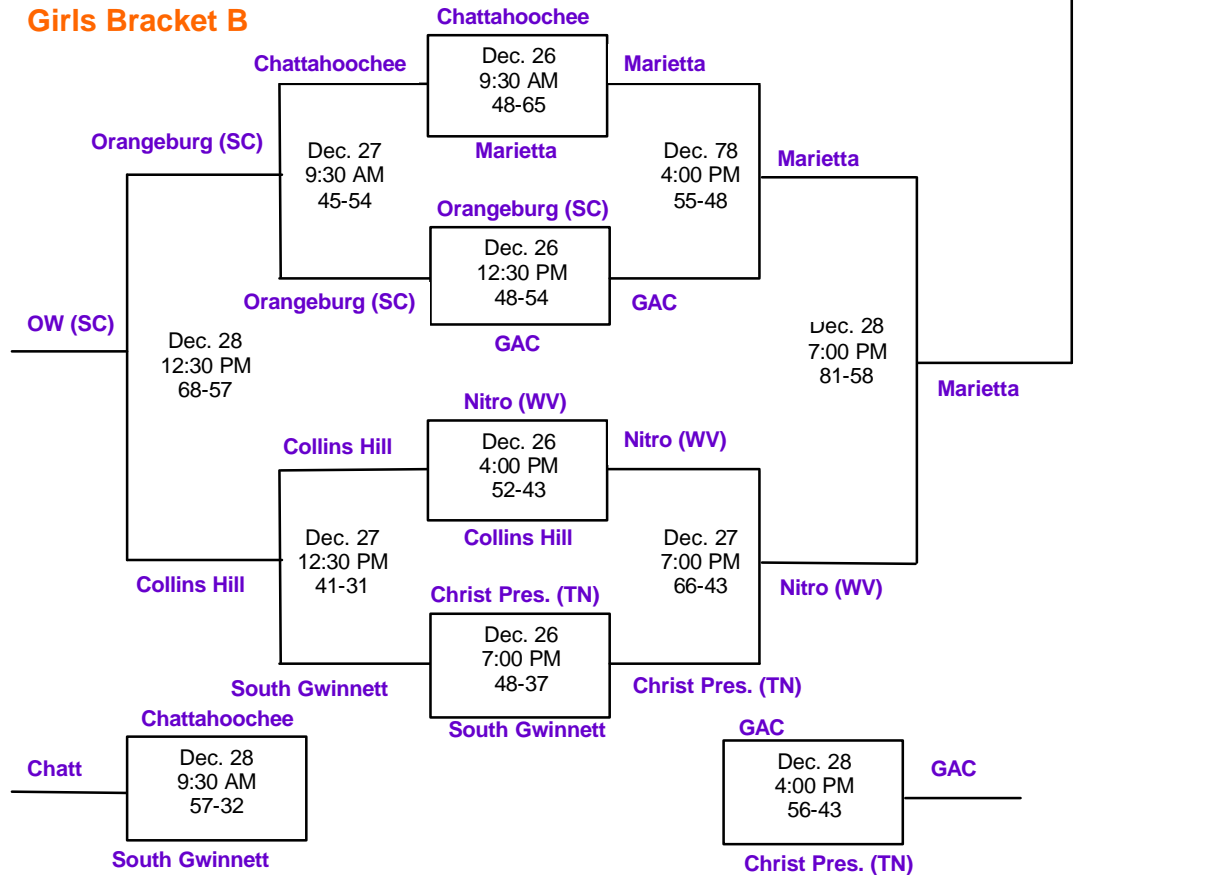 Girls Bracket B
Chattahoochee
Chattahoochee
Dec. 26
9:30 AM
48-65
Marietta
Marietta
Orangeburg (SC)
Dec. 27
9:30 AM
45-54
Dec. 78
4:00 PM
55-48
Marietta
Orangeburg (SC)
Dec. 26
12:30 PM
48-54
Orangeburg (SC)
GAC
GAC
OW (SC)
Dec. 28
12:30 PM
68-57
Dec. 28
7:00 PM
81-58
Marietta
Nitro (WV)
Collins Hill
Dec. 26
4:00 PM
52-43
Nitro (WV)
Collins Hill
Dec. 27
12:30 PM
41-31
Dec. 27
7:00 PM
66-43
Collins Hill
Nitro (WV)
Christ Pres. (TN)
Dec. 26
7:00 PM
48-37
South Gwinnett
Christ Pres. (TN)
South Gwinnett
Chattahoochee
Chatt
Dec. 28
9:30 AM
57-32
South Gwinnett
GAC
Dec. 28
4:00 PM
56-43
GAC
Christ Pres. (TN)